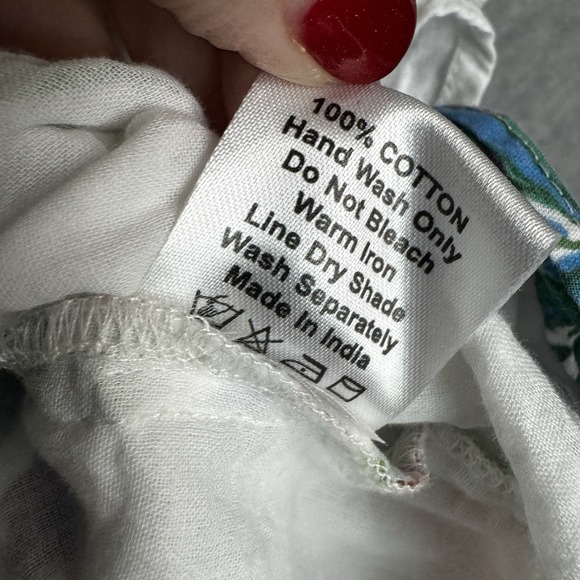 100% COTTON
Hand Wash Only
Do Not Bleach
Warm Iron
Line Dry Shade
Wash Separately
Made In India